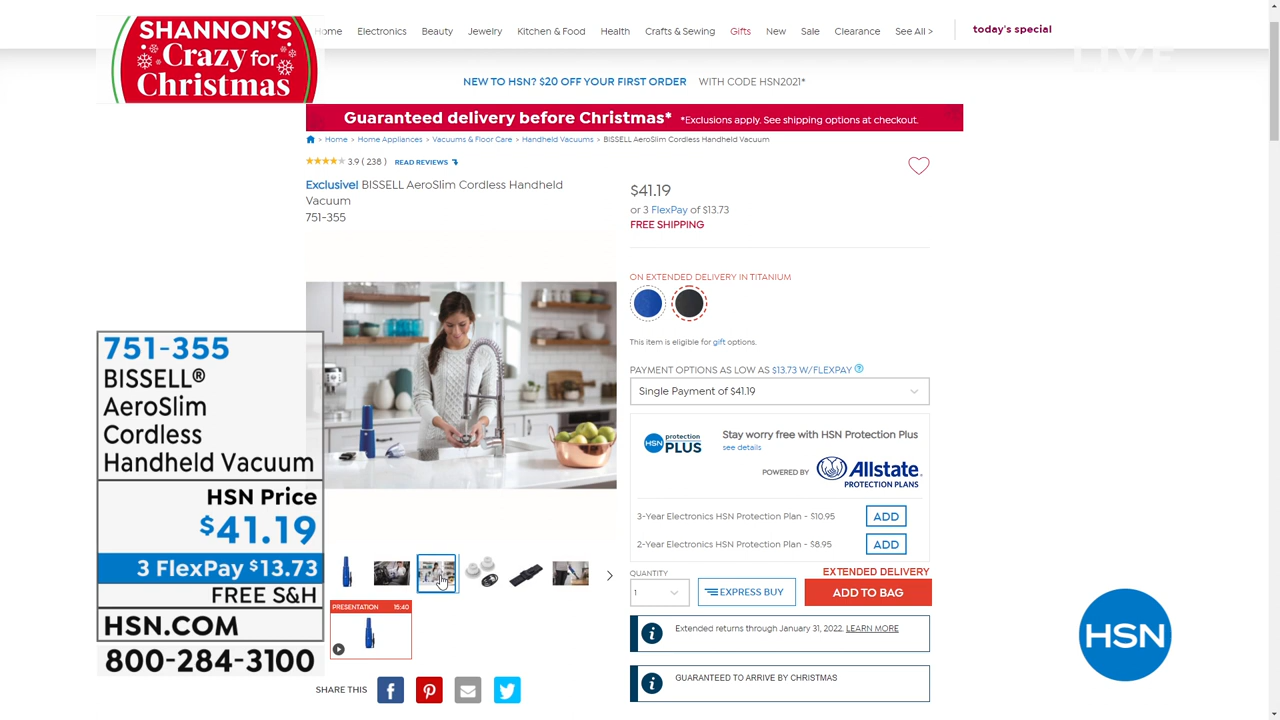 SHANNON'S
Crazy for
Christmas
Home Electronics Beauty Jewelry Kitchen & Food Health Crafts & Sewing Gifts New Sale Clearance See All > today's special
LIVE
NEW TO HSN? $20 OFF YOUR FIRST ORDER WITH CODE HSN2021*
Guaranteed delivery before Christmas* *Exclusions apply. See shipping options at checkout.
Home > Home Appliances > Vacuums & Floor Care > Handheld Vacuums > BISSELL AeroSlim Cordless Handheld Vacuum
3.9 ( 238 ) READ REVIEWS
Exclusive! BISSELL AeroSlim Cordless Handheld
Vacuum
751-355
$41.19
or 3 FlexPay of $13.73
FREE SHIPPING
ON EXTENDED DELIVERY IN TITANIUM
This item is eligible for gift options.
PAYMENT OPTIONS AS LOW AS $13.73 W/FLEXPAY ?
Single Payment of $41.19
HSN protection PLUS
Stay worry free with HSN Protection Plus
see details
POWERED BY Allstate.
PROTECTION PLANS
3-Year Electronics HSN Protection Plan - $10.95 ADD
2-Year Electronics HSN Protection Plan - $8.95 ADD
QUANTITY
EXTENDED DELIVERY
1 EXPRESS BUY ADD TO BAG
Extended returns through January 31, 2022. LEARN MORE
GUARANTEED TO ARRIVE BY CHRISTMAS
PRESENTATION 15:40
SHARE THIS
751-355
BISSELL®
AeroSlim
Cordless
Handheld Vacuum
HSN Price
$41.19
3 FlexPay $13.73
FREE S&H
HSN.COM
800-284-3100
HSN